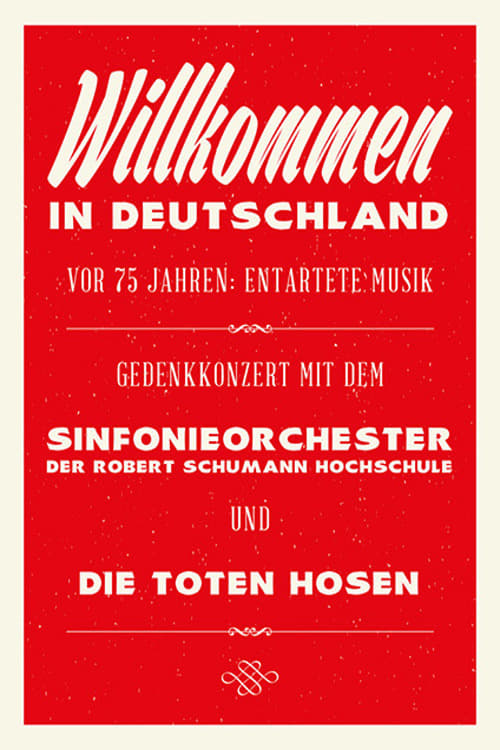 Willkommen
IN DEUTSCHLAND
VOR 75 JAHREN: ENTARTETE MUSIK
GEDENKKONZERT MIT DEM
SINFONIEORCHESTER
DER ROBERT SCHUMANN HOCHSCHULE
UND
DIE TOTEN HOSEN